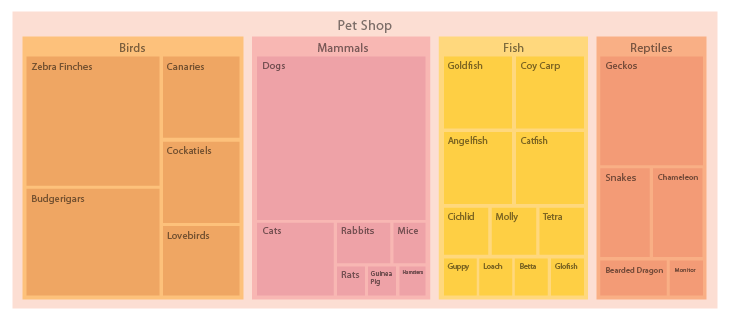 Pet Shop
Birds
Zebra Finches
Canaries
Cockatiels
Budgerigars
Lovebirds
Mammals
Dogs
Cats
Rabbits
Mice
Rats
Guinea
Pig
Hamsters
Fish
Goldfish
Coy Carp
Angelfish
Catfish
Cichlid
Molly
Tetra
Guppy
Loach
Betta
Glofish
Reptiles
Geckos
Snakes
Chameleon
Bearded Dragon
Monitor